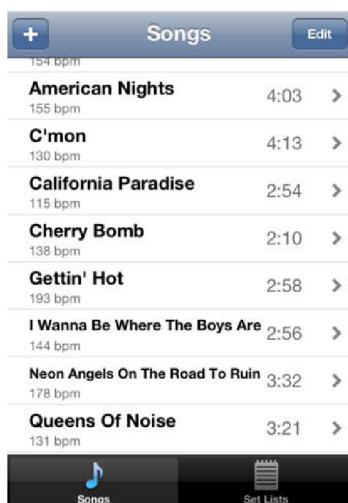 + Songs Edit
154 bpm
American Nights 4:03
155 bpm
C'mon 4:13
130 bpm
California Paradise 2:54
115 bpm
Cherry Bomb 2:10
138 bpm
Gettin' Hot 2:58
193 bpm
I Wanna Be Where The Boys Are 2:56
144 bpm
Neon Angels On The Road To Ruin 3:32
178 bpm
Queens Of Noise 3:21
131 bpm
Songs Set Lists